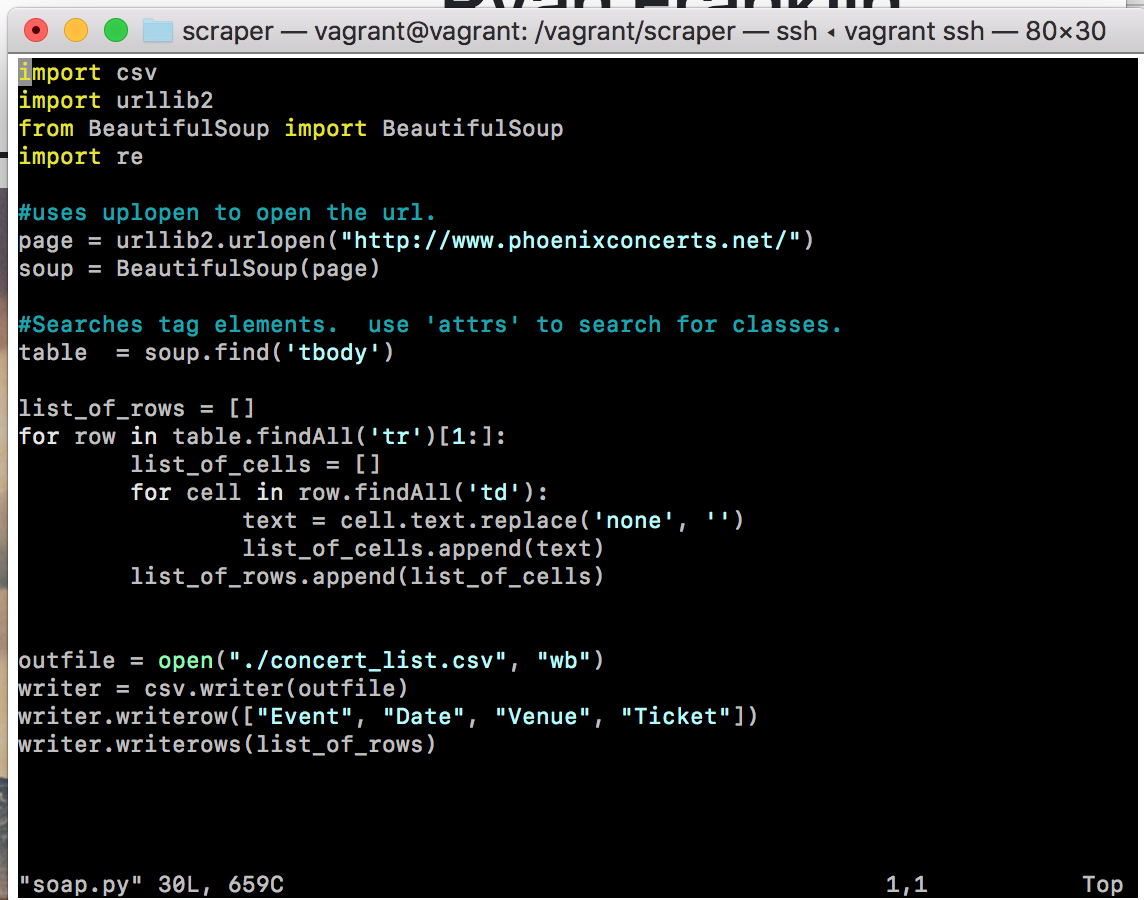 Ryan Franklin
scraper — vagrant@vagrant: /vagrant/scraper — ssh ◂ vagrant ssh — 80×30
import csv
import urllib2
from BeautifulSoup import BeautifulSoup
import re
#uses uplopen to open the url.
page = urllib2.urlopen("http://www.phoenixconcerts.net/")
soup = BeautifulSoup(page)
#Searches tag elements.  use 'attrs' to search for classes.
table  = soup.find('tbody')
list_of_rows = []
for row in table.findAll('tr')[1:]:
        list_of_cells = []
        for cell in row.findAll('td'):
                text = cell.text.replace('none', '')
                list_of_cells.append(text)
        list_of_rows.append(list_of_cells)
outfile = open("./concert_list.csv", "wb")
writer = csv.writer(outfile)
writer.writerow(["Event", "Date", "Venue", "Ticket"])
writer.writerows(list_of_rows)
"soap.py" 30L, 659C 1,1 Top